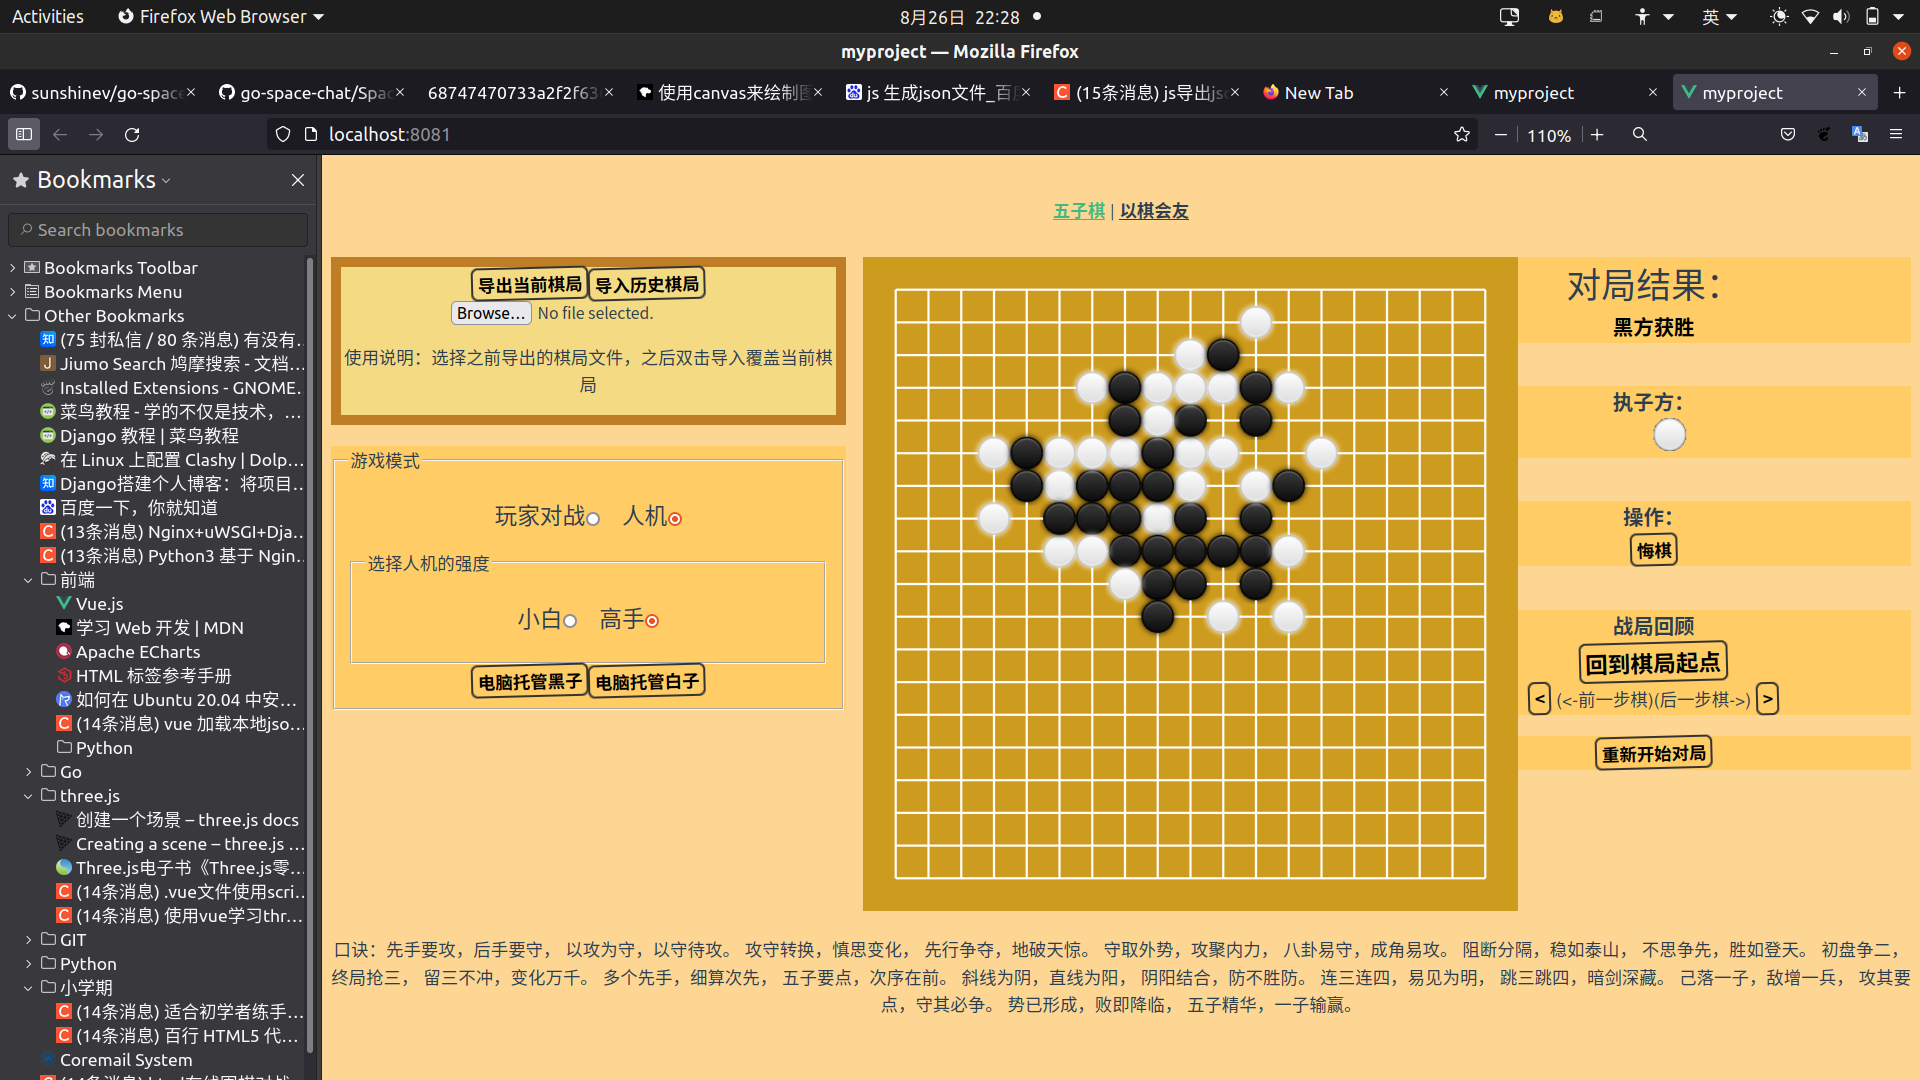 Activities
Firefox Web Browser
8月26日 22:28
英
myproject — Mozilla Firefox
sunshinev/go-space
go-space-chat/Spac
68747470733a2f2f63
使用canvas来绘制图
js 生成json文件_百度
(15条消息) js导出jso
New Tab
myproject
myproject
localhost:8081
110%
Bookmarks
Search bookmarks
Bookmarks Toolbar
Bookmarks Menu
Other Bookmarks
(75 封私信 / 80 条消息) 有没有…
Jiumo Search 鸠摩搜索 - 文档…
Installed Extensions - GNOME…
菜鸟教程 - 学的不仅是技术，…
Django 教程 | 菜鸟教程
在 Linux 上配置 Clashy | Dolp…
Django搭建个人博客：将项目…
百度一下，你就知道
(13条消息) Nginx+uWSGI+Dja…
(13条消息) Python3 基于 Ngin…
前端
Vue.js
学习 Web 开发 | MDN
Apache ECharts
HTML 标签参考手册
如何在 Ubuntu 20.04 中安…
(14条消息) vue 加载本地jso…
Python
Go
three.js
创建一个场景 – three.js docs
Creating a scene – three.js …
Three.js电子书《Three.js零…
(14条消息) .vue文件使用scri…
(14条消息) 使用vue学习thr…
GIT
Python
小学期
(14条消息) 适合初学者练手…
(14条消息) 百行 HTML5 代…
Coremail System
五子棋 | 以棋会友
导出当前棋局 导入历史棋局
Browse… No file selected.
使用说明：选择之前导出的棋局文件，之后双击导入覆盖当前棋
局
游戏模式
玩家对战 人机
选择人机的强度
小白 高手
电脑托管黑子 电脑托管白子
对局结果：
黑方获胜
执子方：
操作：
悔棋
战局回顾
回到棋局起点
< (<-前一步棋)(后一步棋->) >
重新开始对局
口诀：先手要攻，后手要守， 以攻为守，以守待攻。 攻守转换，慎思变化， 先行争夺，地破天惊。 守取外势，攻聚内力， 八卦易守，成角易攻。 阻断分隔，稳如泰山， 不思争先，胜如登天。 初盘争二，
终局抢三， 留三不冲，变化万千。 多个先手，细算次先， 五子要点，次序在前。 斜线为阴，直线为阳， 阴阳结合，防不胜防。 连三连四，易见为明， 跳三跳四，暗剑深藏。 己落一子，敌增一兵， 攻其要
点，守其必争。 势已形成，败即降临， 五子精华，一子输赢。